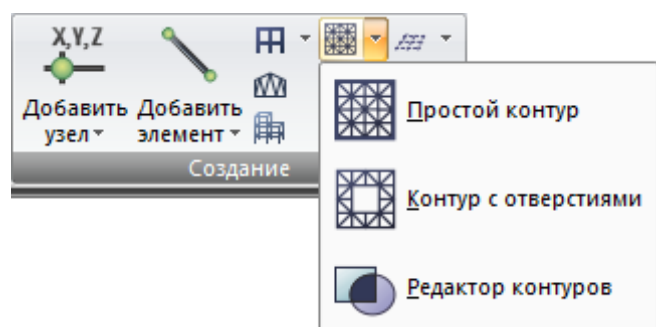 X,Y,Z
Добавить узел
Добавить элемент
Создание
Простой контур
Контур с отверстиями
Редактор контуров